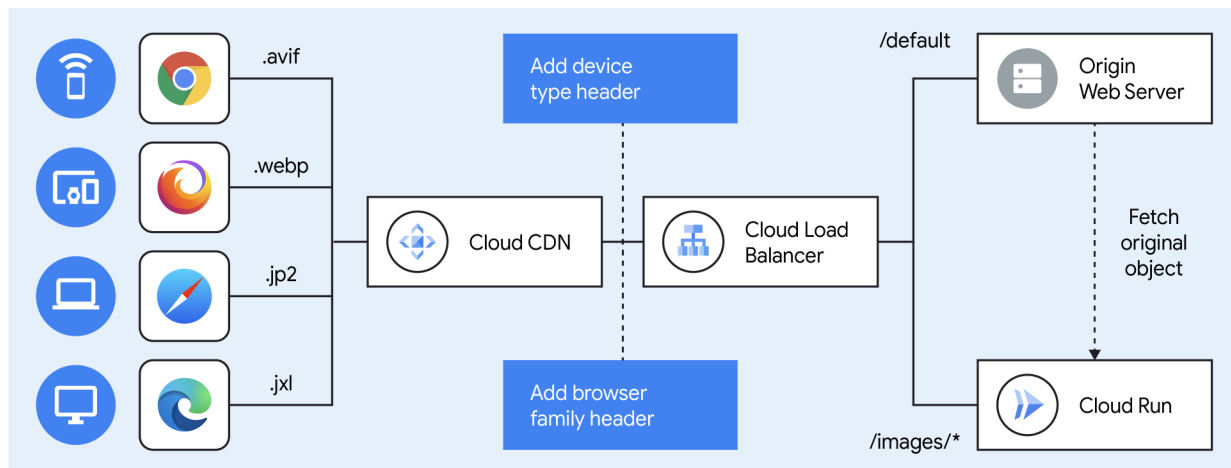 .avif
.webp
.jp2
.jxl
Cloud CDN
Add device
type header
Add browser
family header
Cloud Load
Balancer
/default
/images/*
Origin
Web Server
Fetch
original
object
Cloud Run